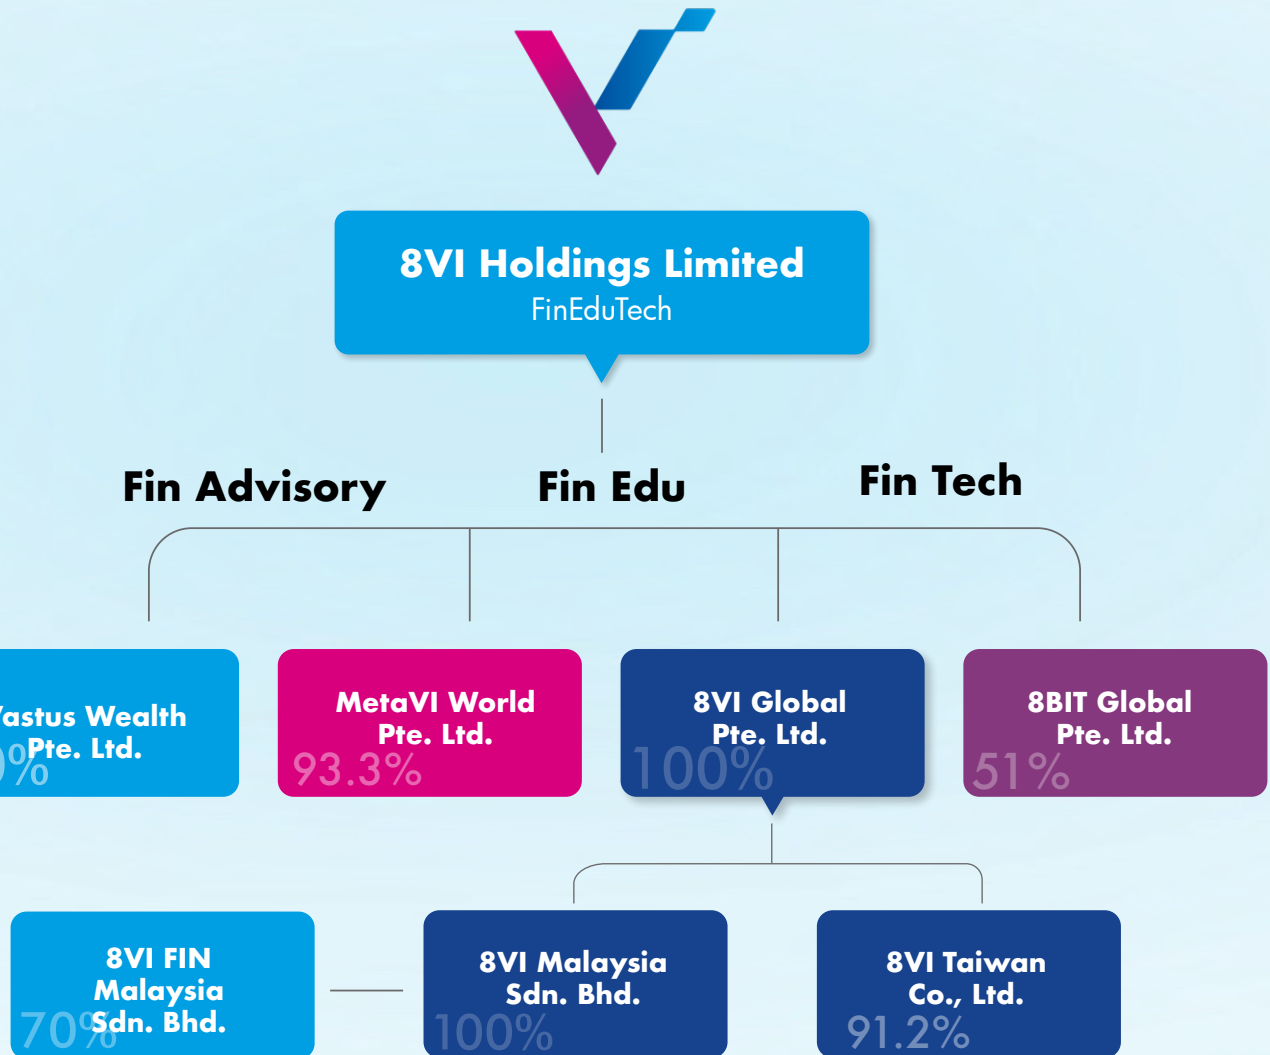 8VI Holdings Limited
FinEduTech
Fin Advisory
Fin Edu
Fin Tech
Wealth
Pte. Ltd.
MetaVI World
Pte. Ltd.
93.3%
8VI Global
Pte. Ltd.
100%
8BIT Global
Pte. Ltd.
51%
8VI FIN
Malaysia
Sdn. Bhd.
70%
8VI Malaysia
Sdn. Bhd.
100%
8VI Taiwan
Co., Ltd.
91.2%